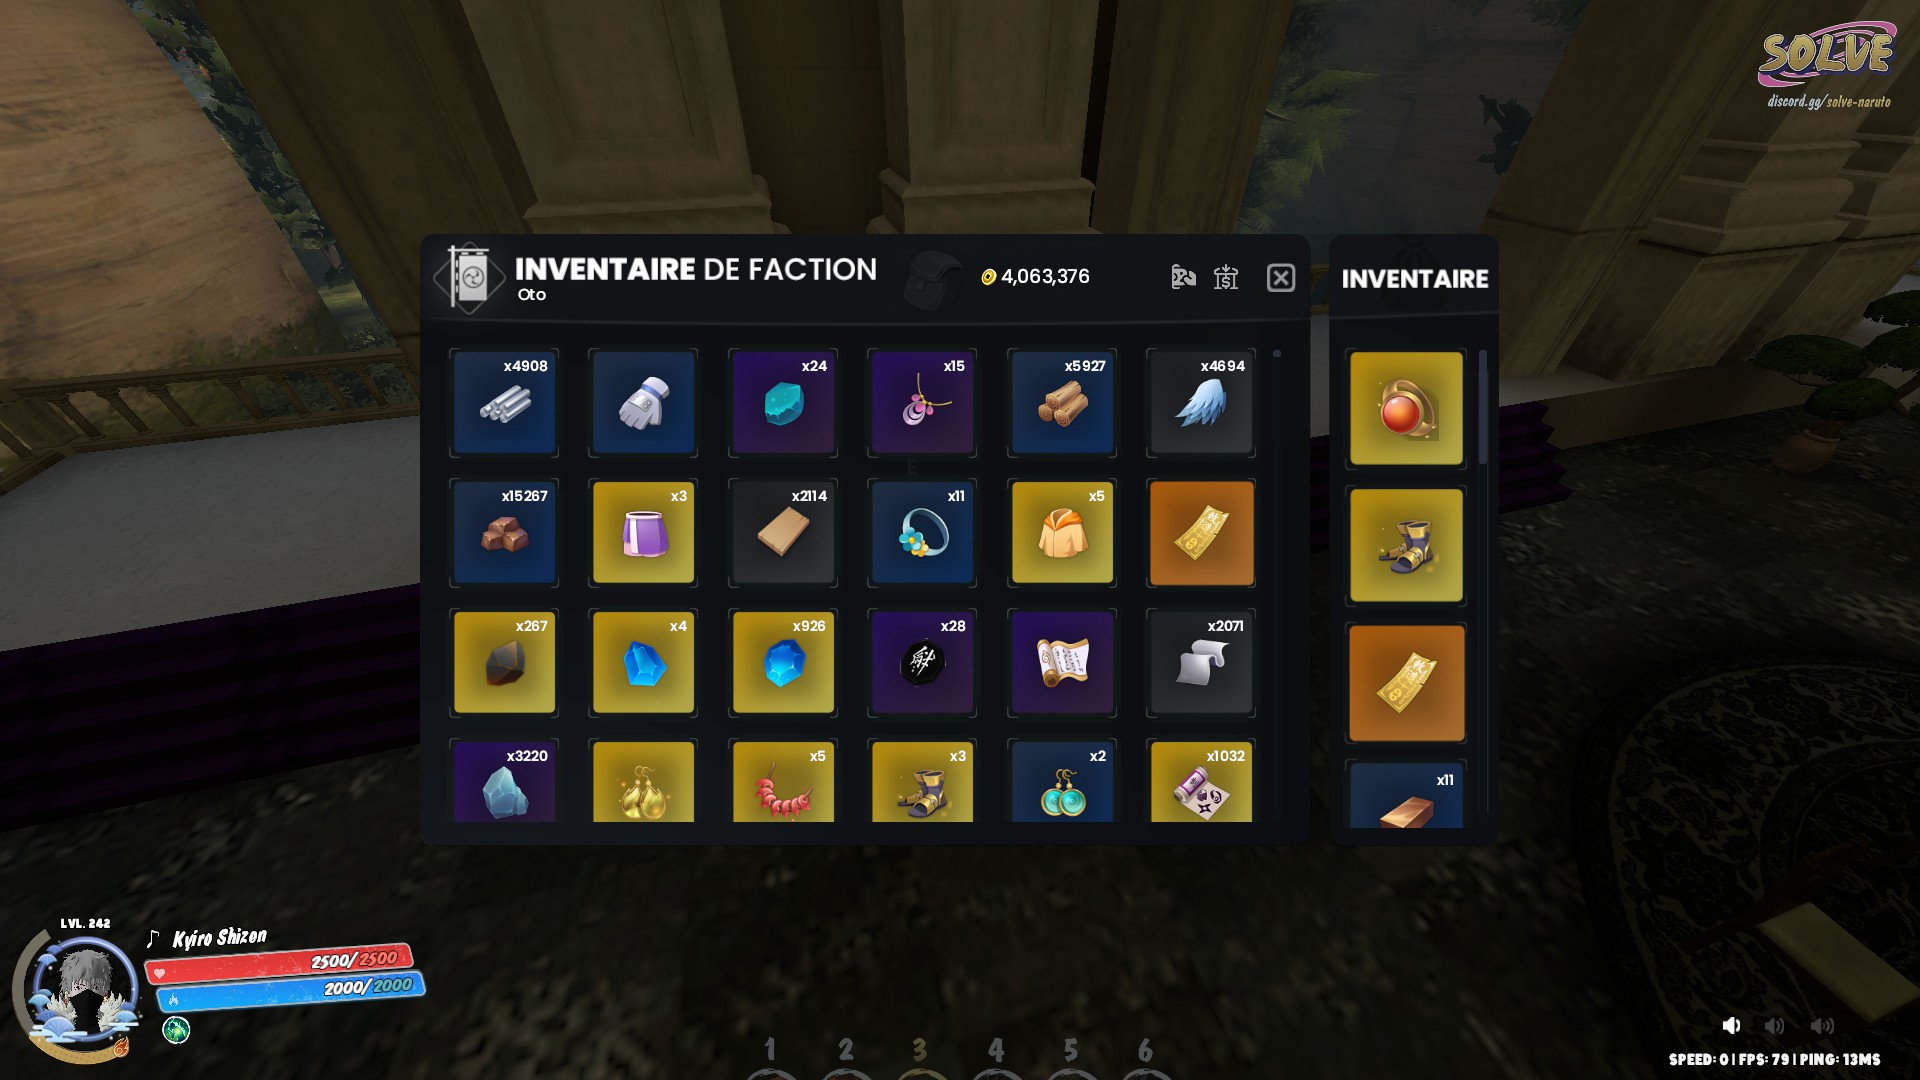 SOLVE
discord.gg/solve-naruto
INVENTAIRE DE FACTION
Oto
4,063,376
INVENTAIRE
x4908
x24
x15
x5927
x4694
E
x15267
x3
x2114
x11
x5
x267
x4
x926
x28
x2071
x3220
x5
x3
x2
x1032
x11
LVL. 242
Kyiro Shizen
2500/2500
2000/2000
1 2 3 4 5 6
SPEED: 0 | FPS: 79 | PING: 13MS